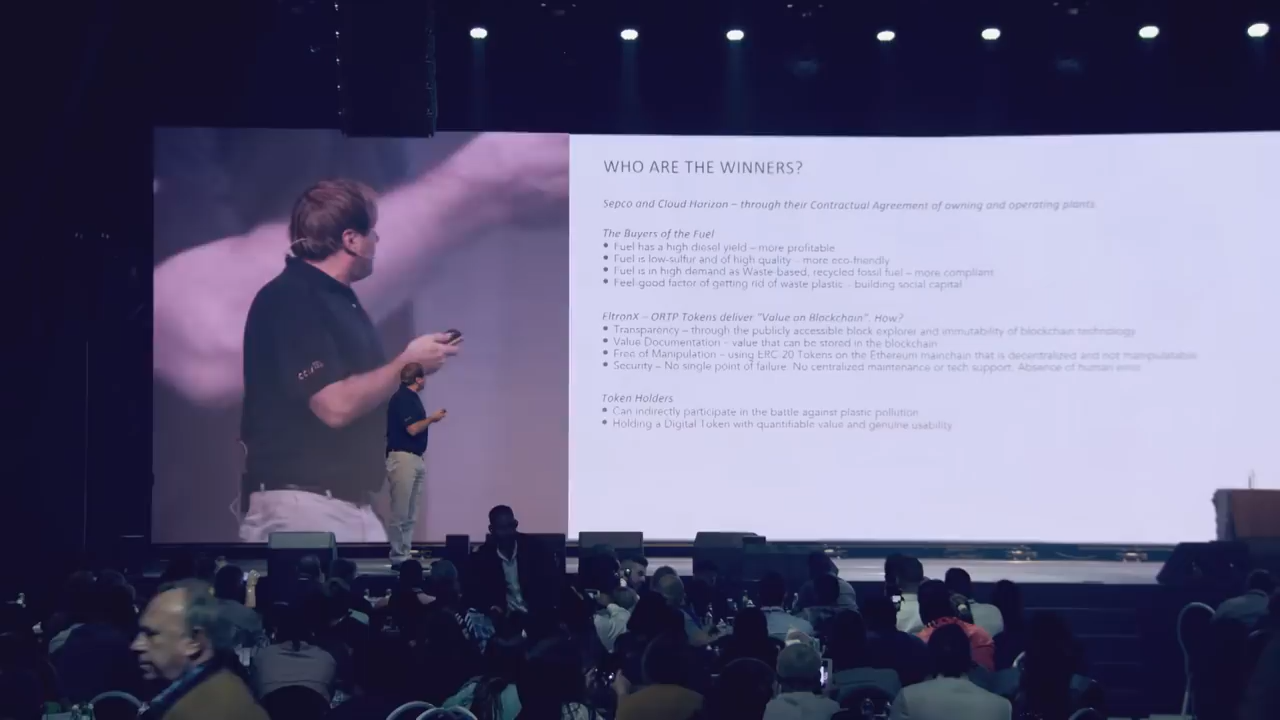 WHO ARE THE WINNERS?
Sepco and Cloud Horizon – through their Contractual Agreement of owning and operating plants
The Buyers of the Fuel
• Fuel has a high diesel yield – more profitable
• Fuel is low-sulfur and of high quality - more eco-friendly
• Fuel is in high demand as Waste-based, recycled fossil fuel – more compliant
• Feel-good factor of getting rid of waste plastic - building social capital
EltronX – ORTP Tokens deliver "Value on Blockchain". How?
• Transparency – through the publicly accessible block explorer and immutability of blockchain technology
• Value Documentation - value that can be stored in the blockchain
• Free of Manipulation – using ERC 20 Tokens on the Ethereum mainchain that is decentralized and not manipulatable
• Security – No single point of failure. No centralized maintenance or tech support. Absence of human error
Token Holders
• Can indirectly participate in the battle against plastic pollution
• Holding a Digital Token with quantifiable value and genuine usability